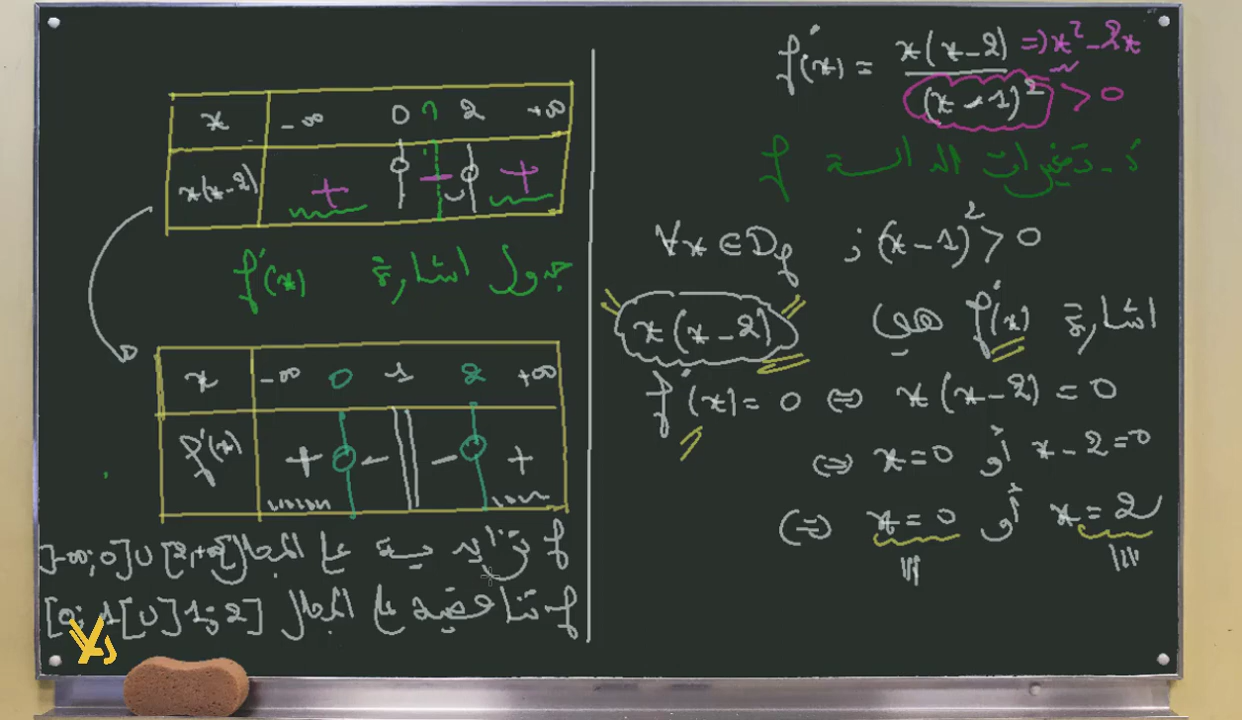 f'(x) = x(x-2) / (x-1)² => x² - 2x
(x-1)² > 0
د - تغيرات الدالة f
∀x ∈ Df ; (x-1)² > 0
إشارة f'(x) هي
x(x-2)
f'(x) = 0 ⇔ x(x-2) = 0
⇔ x = 0 أو x - 2 = 0
⇔ x = 0 أو x = 2
x | -∞ 0 1 2 +∞
x(x-2) | + 0 - 0 +
جدول إشارة f'(x)
x | -∞ 0 1 2 +∞
f'(x) | + 0 - || - 0 +
f تزايدية على المجال ]-∞;0] ∪ [2,+∞[
f تناقصية على المجال [0;1[ ∪ ]1;2]